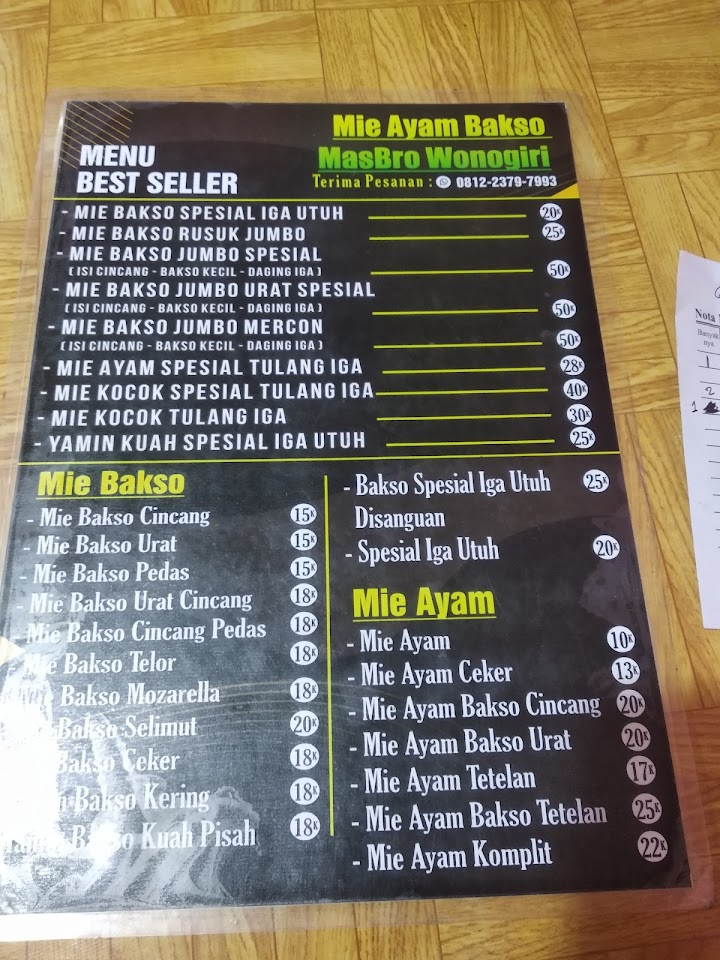 MENU
BEST SELLER
Mie Ayam Bakso
MasBro Wonogiri
Terima Pesanan : 0812-2379-7993
- MIE BAKSO SPESIAL IGA UTUH 20K
- MIE BAKSO RUSUK JUMBO 25K
- MIE BAKSO JUMBO SPESIAL
( ISI CINCANG - BAKSO KECIL - DAGING IGA ) 50K
- MIE BAKSO JUMBO URAT SPESIAL
( ISI CINCANG - BAKSO KECIL - DAGING IGA ) 50K
- MIE BAKSO JUMBO MERCON
( ISI CINCANG - BAKSO KECIL - DAGING IGA ) 50K
- MIE AYAM SPESIAL TULANG IGA 28K
- MIE KOCOK SPESIAL TULANG IGA 40K
- MIE KOCOK TULANG IGA 30K
- YAMIN KUAH SPESIAL IGA UTUH 25K
Mie Bakso
- Mie Bakso Cincang 15K
- Mie Bakso Urat 15K
- Mie Bakso Pedas 15K
- Mie Bakso Urat Cincang 18K
- Mie Bakso Cincang Pedas 18K
Mie Bakso Telor 18K
Mie Bakso Mozarella 18K
Bakso Selimut 20K
Bakso Ceker 18K
Bakso Kering 18K
Bakso Kuah Pisah 18K
- Bakso Spesial Iga Utuh 25K
Disanguan
- Spesial Iga Utuh 20K
Mie Ayam
- Mie Ayam 10K
- Mie Ayam Ceker 13K
- Mie Ayam Bakso Cincang 20K
- Mie Ayam Bakso Urat 20K
- Mie Ayam Tetelan 17K
- Mie Ayam Bakso Tetelan 25K
- Mie Ayam Komplit 22K
Nota
Banyak
nya
1
2
1